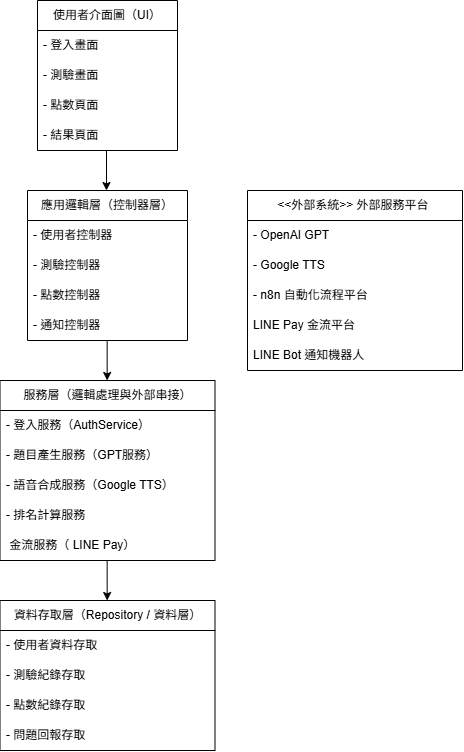 使用者介面圖（UI）
- 登入畫面
- 測驗畫面
- 點數頁面
- 結果頁面
應用邏輯層（控制器層）
- 使用者控制器
- 測驗控制器
- 點數控制器
- 通知控制器
<<外部系統>> 外部服務平台
- OpenAI GPT
- Google TTS
- n8n 自動化流程平台
LINE Pay 金流平台
LINE Bot 通知機器人
服務層（邏輯處理與外部串接）
- 登入服務（AuthService）
- 題目產生服務（GPT服務）
- 語音合成服務（Google TTS）
- 排名計算服務
金流服務（ LINE Pay）
資料存取層（Repository / 資料層）
- 使用者資料存取
- 測驗紀錄存取
- 點數紀錄存取
- 問題回報存取